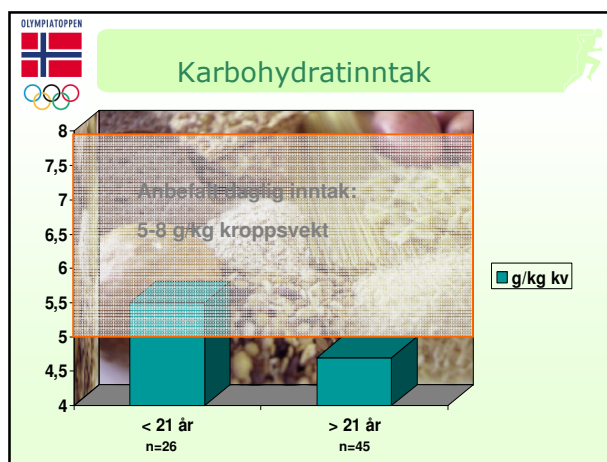 OLYMPIATOPPEN
Karbohydratinntak
8
7,5
7
6,5
6
5,5
5
4,5
4
Anbefalt daglig inntak:
5-8 g/kg kroppsvekt
g/kg kv
< 21 år
> 21 år
n=26
n=45